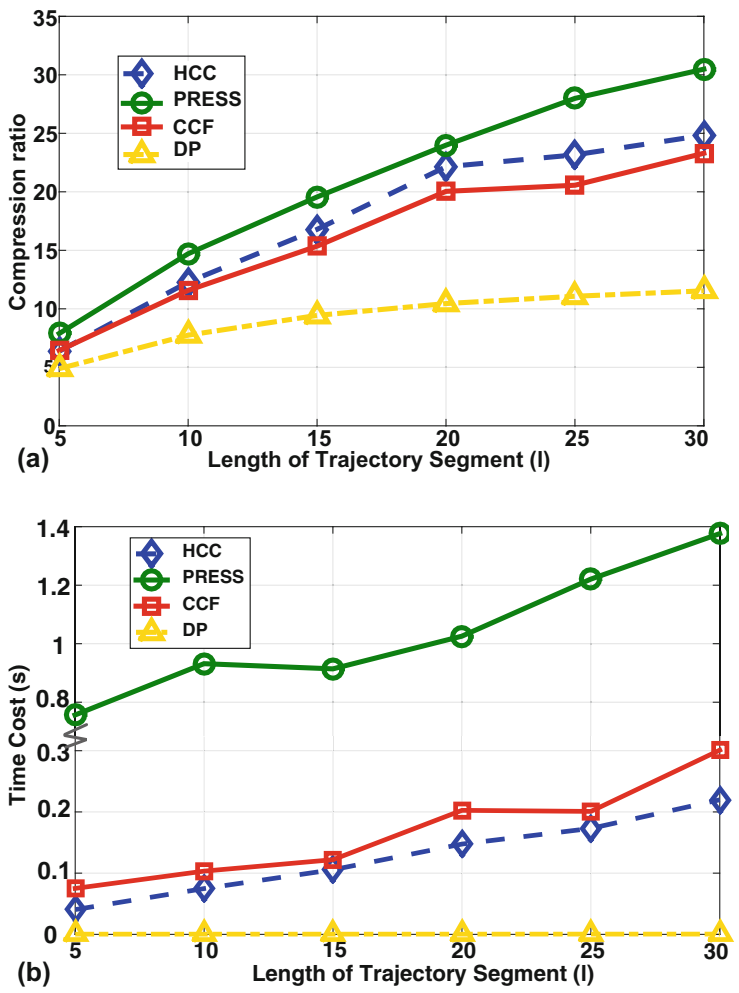 35
30
25
20
15
10
5
0
Compression ratio
HCC
PRESS
CCF
DP
5 10 15 20 25 30
(a) Length of Trajectory Segment (l)
1.4
1.2
1
0.8
0.3
0.2
0.1
0
Time Cost (s)
HCC
PRESS
CCF
DP
5 10 15 20 25 30
(b) Length of Trajectory Segment (l)